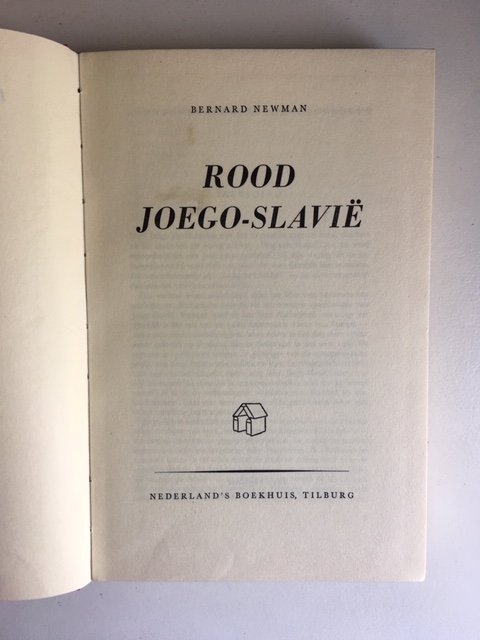 BERNARD NEWMAN
ROOD
JOEGO-SLAVIË
NEDERLAND'S BOEKHUIS, TILBURG